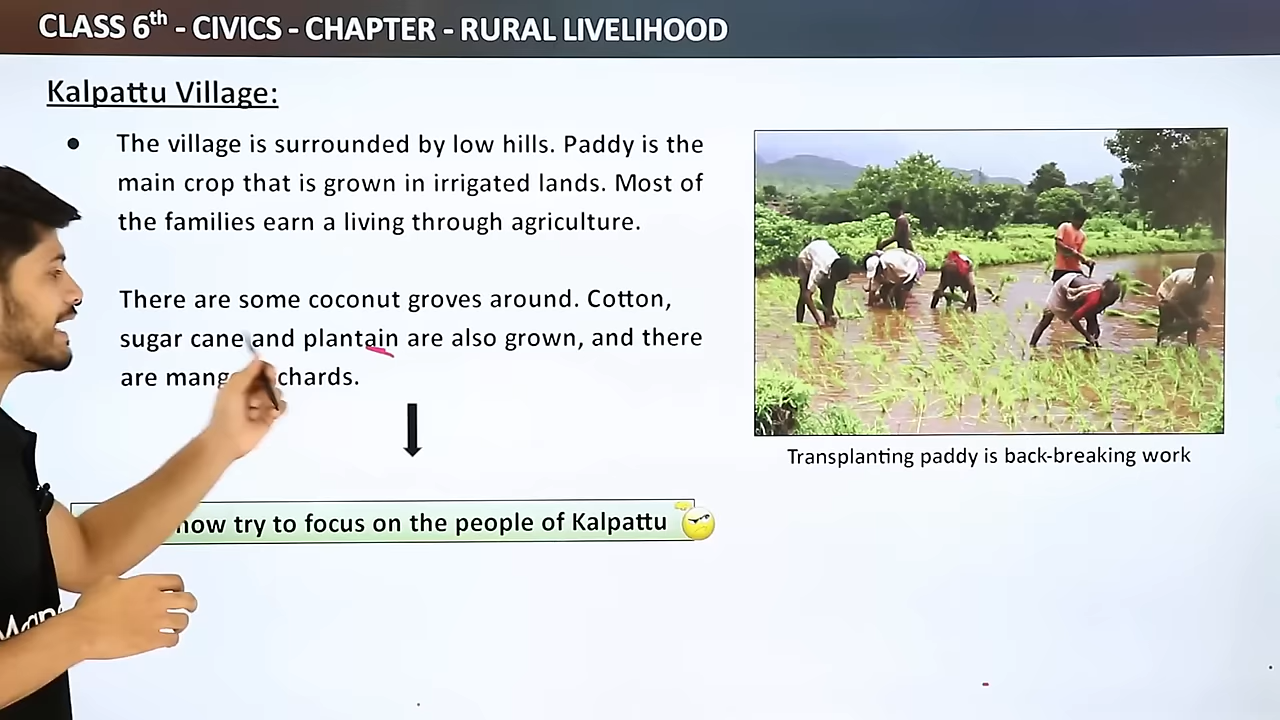 CLASS 6th - CIVICS - CHAPTER - RURAL LIVELIHOOD
Kalpattu Village:
● The village is surrounded by low hills. Paddy is the
main crop that is grown in irrigated lands. Most of
the families earn a living through agriculture.
There are some coconut groves around. Cotton,
sugar cane and plantain are also grown, and there
are
now try to focus on the people of Kalpattu
Transplanting paddy is back-breaking work